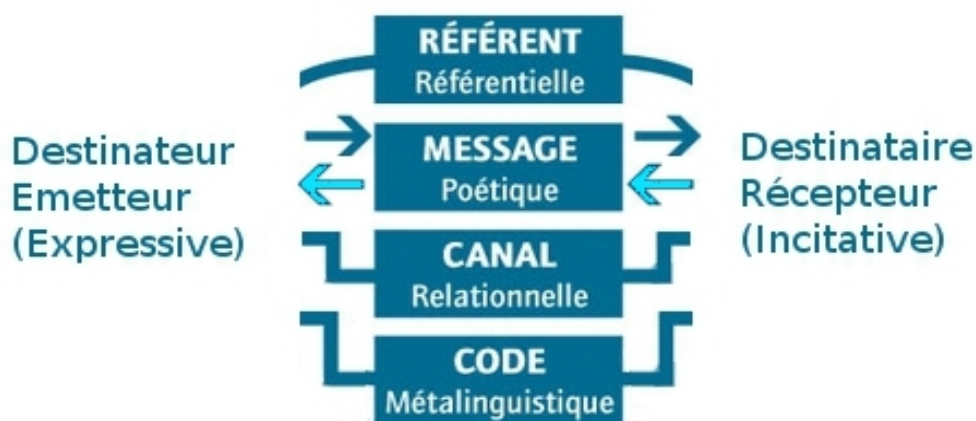 RÉFÉRENT
Référentielle
Destinateur
Emetteur
(Expressive)
MESSAGE
Poétique
Destinataire
Récepteur
(Incitative)
CANAL
Relationnelle
CODE
Métalinguistique